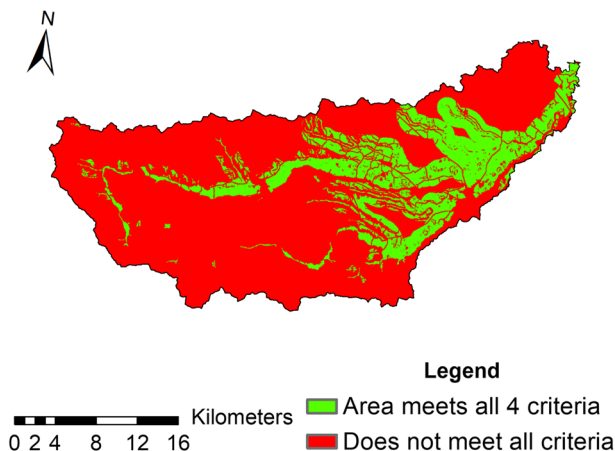 N
Legend
Area meets all 4 criteria
Does not meet all criteria
Kilometers
0 2 4 8 12 16